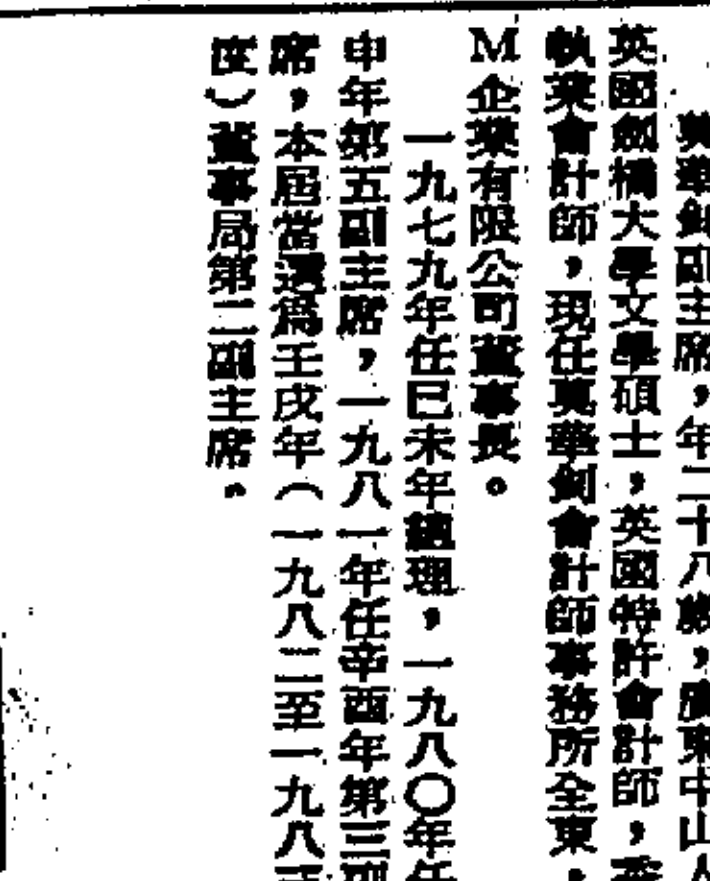 莫華釗副主席，年二十八歲，廣東中山人
英國劍橋大學文學碩士，英國特許會計師，香
執業會計師，現任莫華釗會計師事務所全東，
M企業有限公司董事長。
一九七九年任已未年總理，一九八〇年任
申年第五副主席，一九八一年任辛酉年第三副
席，本屆當選爲壬戌年（一九八二至一九八三
度）董事局第二副主席。